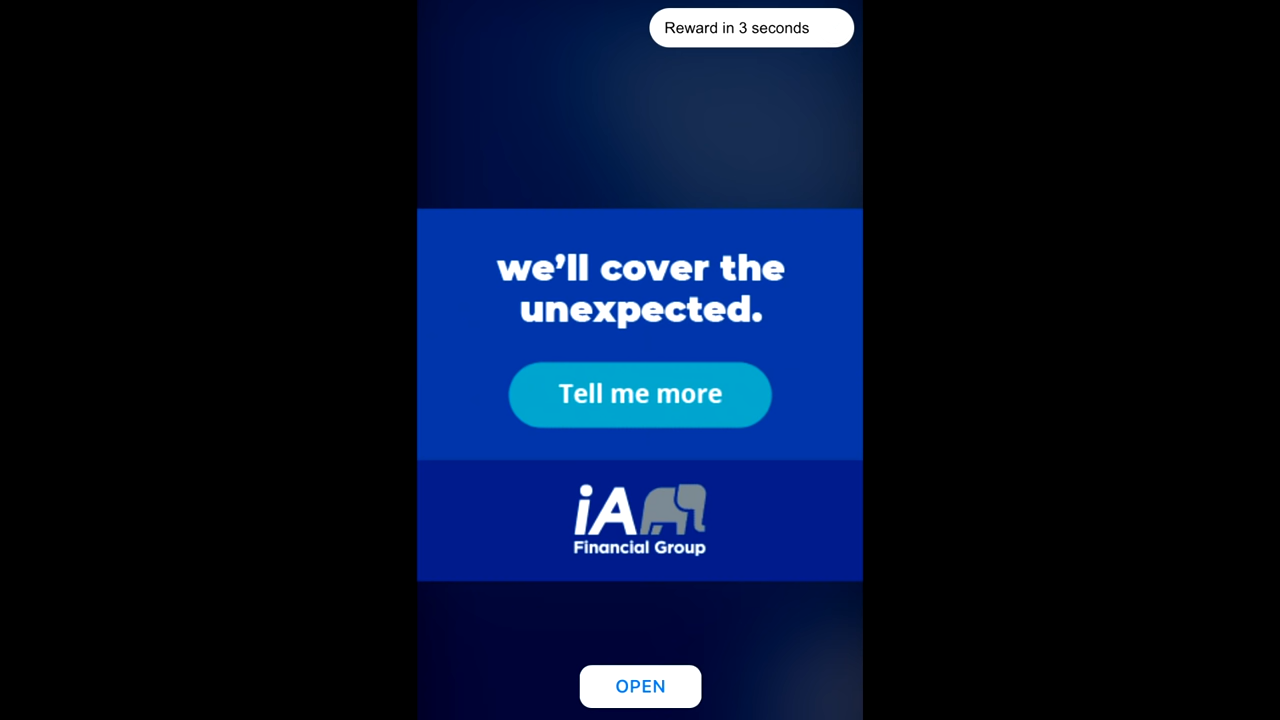 Reward in 3 seconds
we'll cover the
unexpected.
Tell me more
iA
Financial Group
OPEN